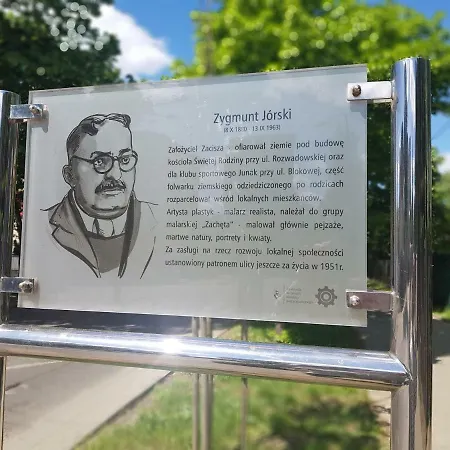 Zygmunt Jórski
Założyciel Zacisza - ofiarował ziemie pod budowę
kościoła Świętej Rodziny przy ul. Rozwadowskiej oraz
dla klubu sportowego Junak przy ul. Blokowej, część
folwarku ziemskiego odziedziczonego po rodzicach
rozparcelował wśród lokalnych mieszkańców.
Artysta plastyk - malarz realista, należał do grupy
malarskiej „Zachęta" - malował głównie pejzaże,
martwe natury, portrety i kwiaty.
Za zasługi na rzecz rozwoju lokalnej społeczności
ustanowiony patronem ulicy jeszcze za życia w 1951r.